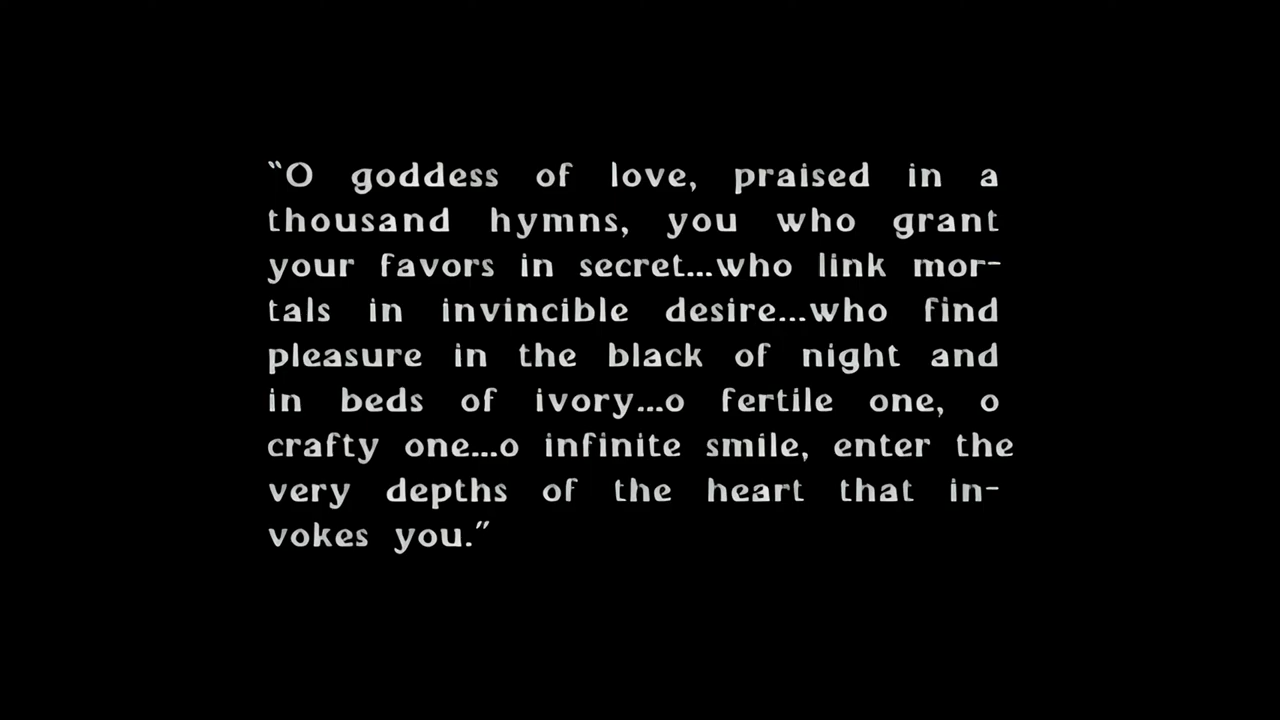 “O goddess of love, praised in a
thousand hymns, you who grant
your favors in secret...who link mor-
tals in invincible desire...who find
pleasure in the black of night and
in beds of ivory...o fertile one, o
crafty one...o infinite smile, enter the
very depths of the heart that in-
vokes you.”